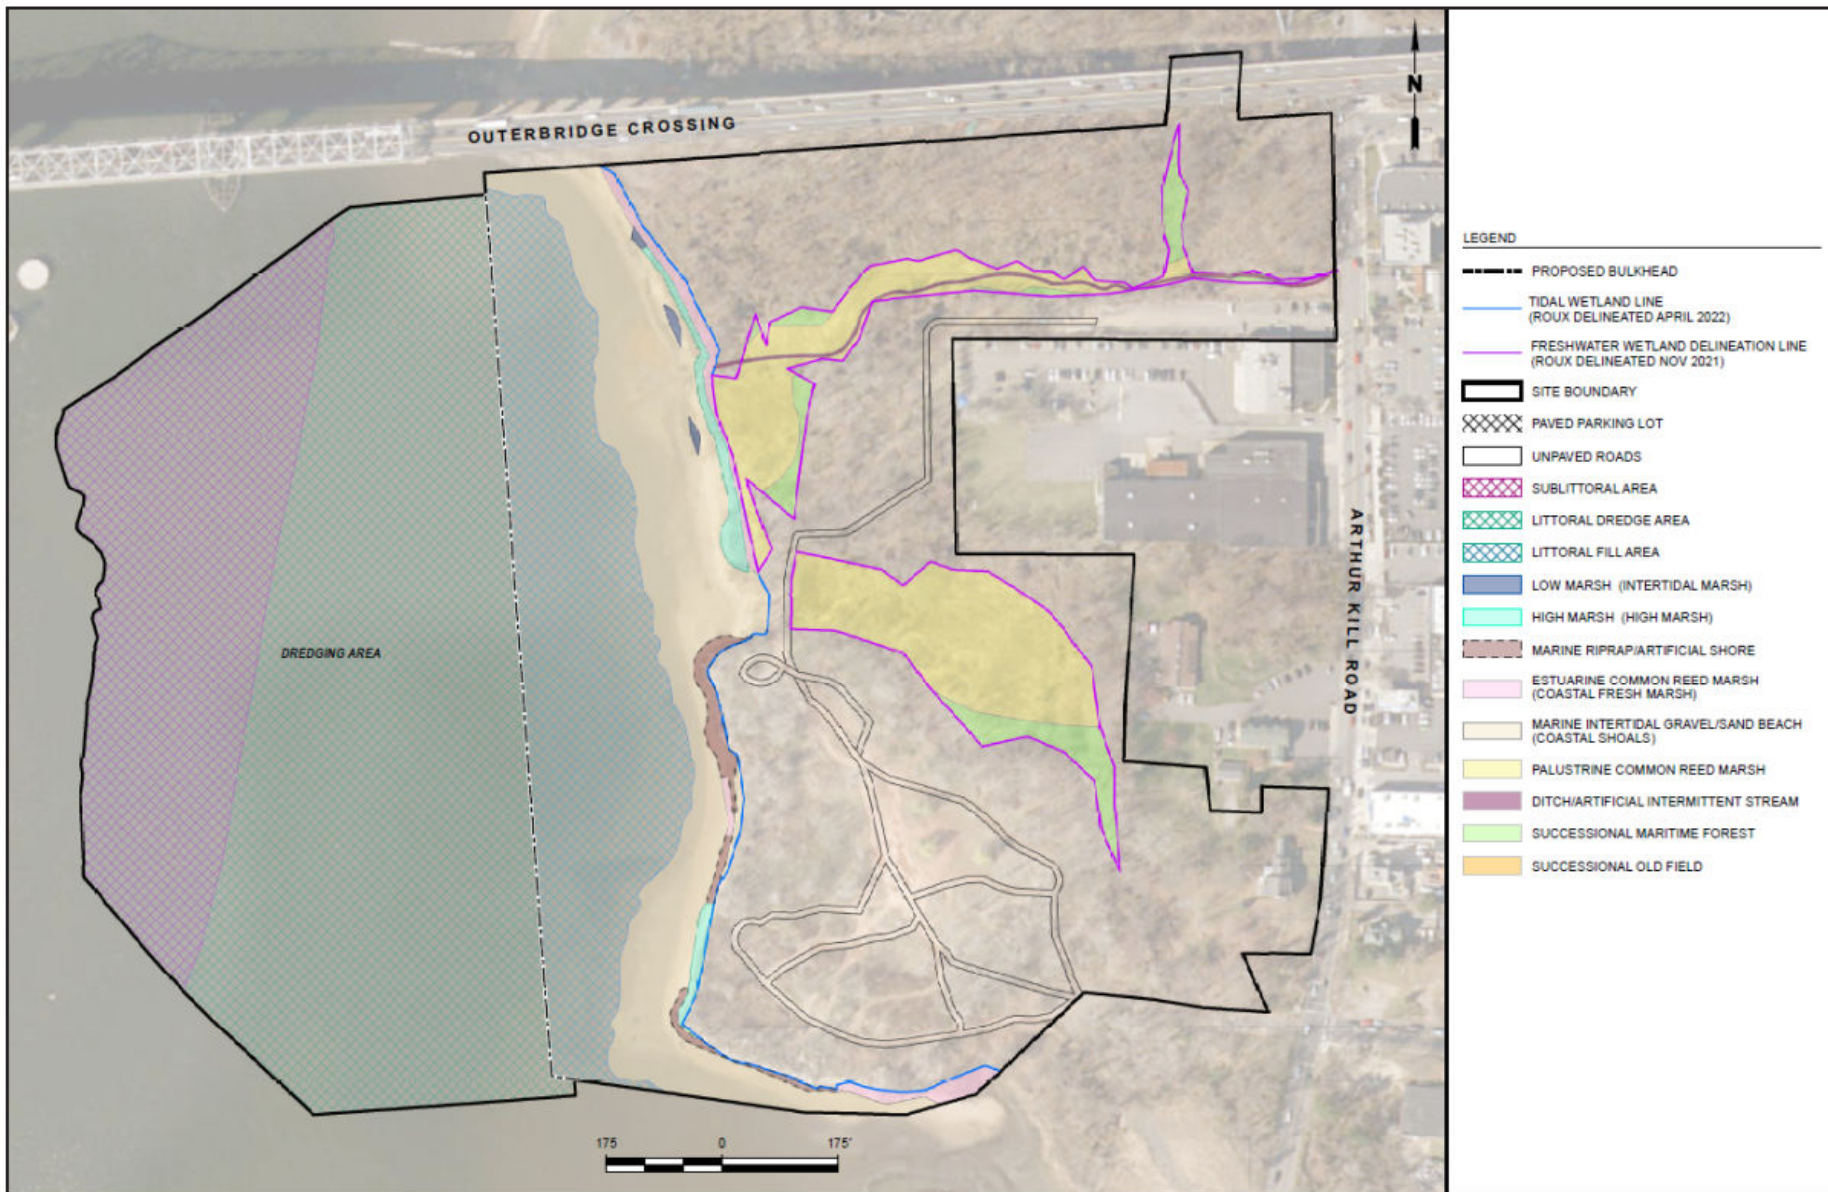 OUTERBRIDGE CROSSING
N
DREDGING AREA
ARTHUR KILL ROAD
175
0
175'
LEGEND
PROPOSED BULKHEAD
TIDAL WETLAND LINE
(ROUX DELINEATED APRIL 2022)
FRESHWATER WETLAND DELINEATION LINE
(ROUX DELINEATED NOV 2021)
SITE BOUNDARY
PAVED PARKING LOT
UNPAVED ROADS
SUBLITTORAL AREA
LITTORAL DREDGE AREA
LITTORAL FILL AREA
LOW MARSH (INTERTIDAL MARSH)
HIGH MARSH (HIGH MARSH)
MARINE RIPRAP/ARTIFICIAL SHORE
ESTUARINE COMMON REED MARSH
(COASTAL FRESH MARSH)
MARINE INTERTIDAL GRAVEL/SAND BEACH
(COASTAL SHOALS)
PALUSTRINE COMMON REED MARSH
DITCH/ARTIFICIAL INTERMITTENT STREAM
SUCCESSIONAL MARITIME FOREST
SUCCESSIONAL OLD FIELD